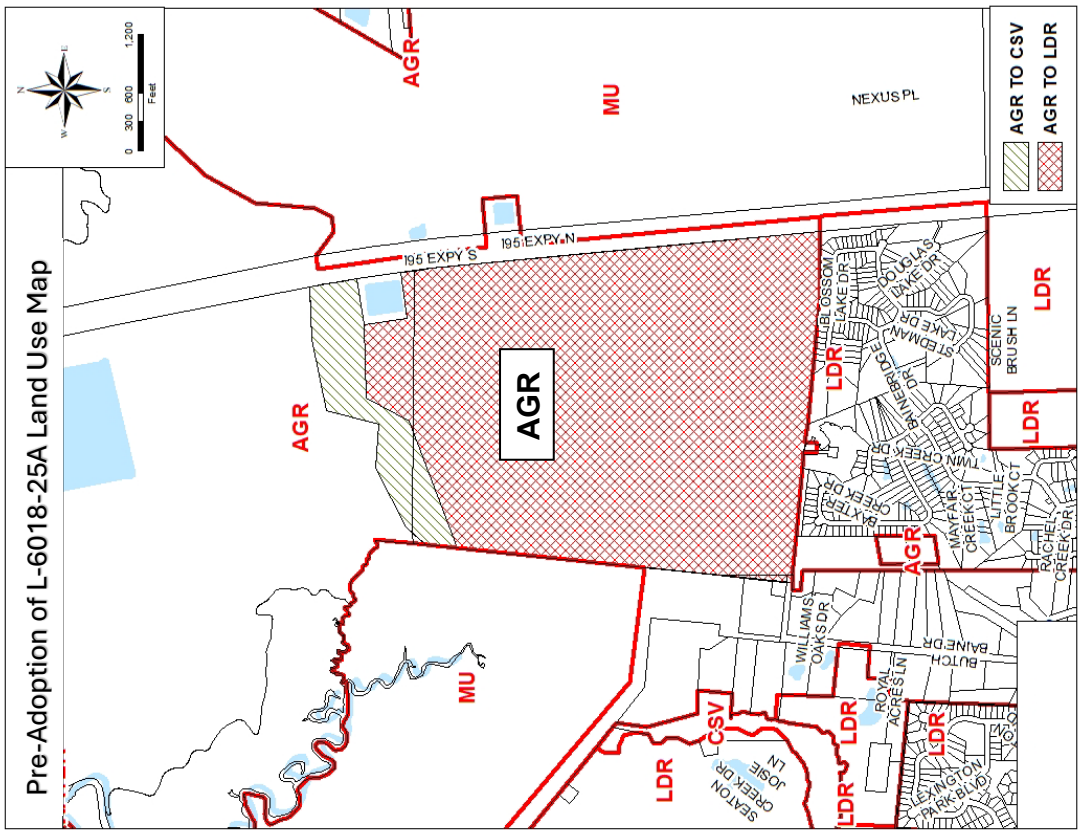 Pre-Adoption of L-6018-25A Land Use Map
N
E
S
W
0 300 600 1,200
Feet
AGR
MU
NEXUS PL
AGR TO CSV
AGR TO LDR
I95 EXPY S
I95 EXPY N
AGR
AGR
MU
BLOSSOM
LAKE DR
DOUGLAS
LAKE DR
STEDMAN
LAKE DR
LDR
BAINEBRIDGE
DR
SCENIC
BRUSH LN
LDR
LDR
TWIN CREEK DR
BAXTER
CREEK DR
MAYFAIR
CREEK CT
LITTLE
BROOK CT
RACHEL
CREEK DR
AGR
WILLIAMS
OAKS DR
BUTCH
BAINE DR
ROYAL
ACRES LN
CSV
LDR
LDR
LDR
LDR
SEATON
CREEK DR
JOSIE
LN
LEXINGTON
PARK BLVD